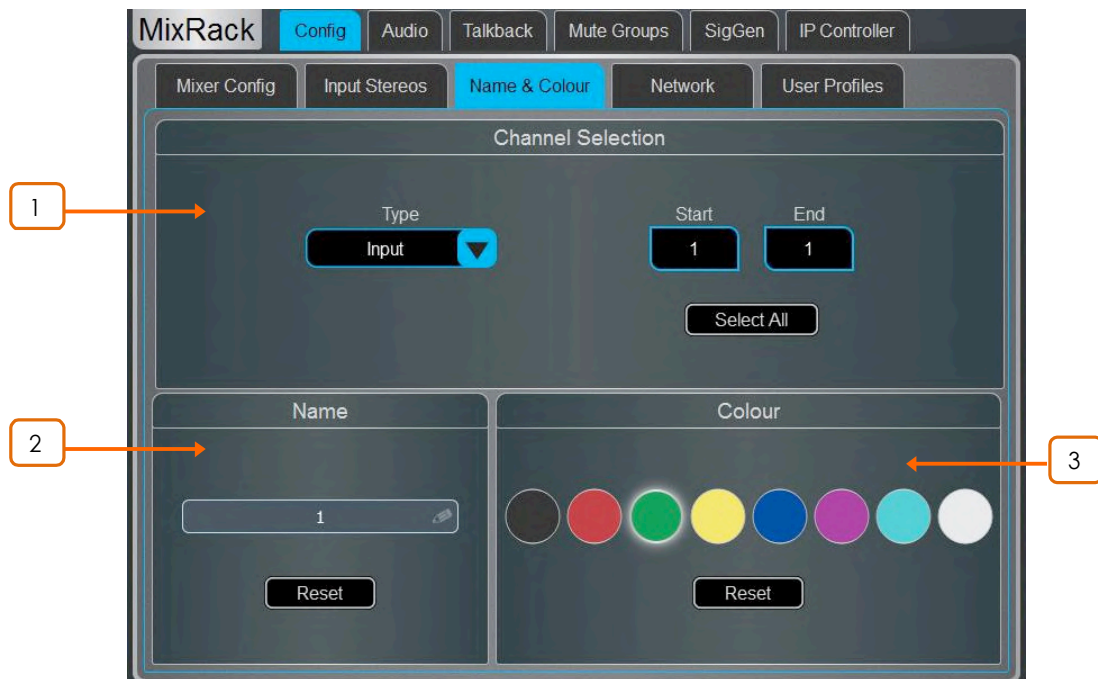 MixRack Config Audio Talkback Mute Groups SigGen IP Controller
Mixer Config Input Stereos Name & Colour Network User Profiles
Channel Selection
1
Type Start End
Input 1 1
Select All
Name Colour
2
3
1
Reset Reset